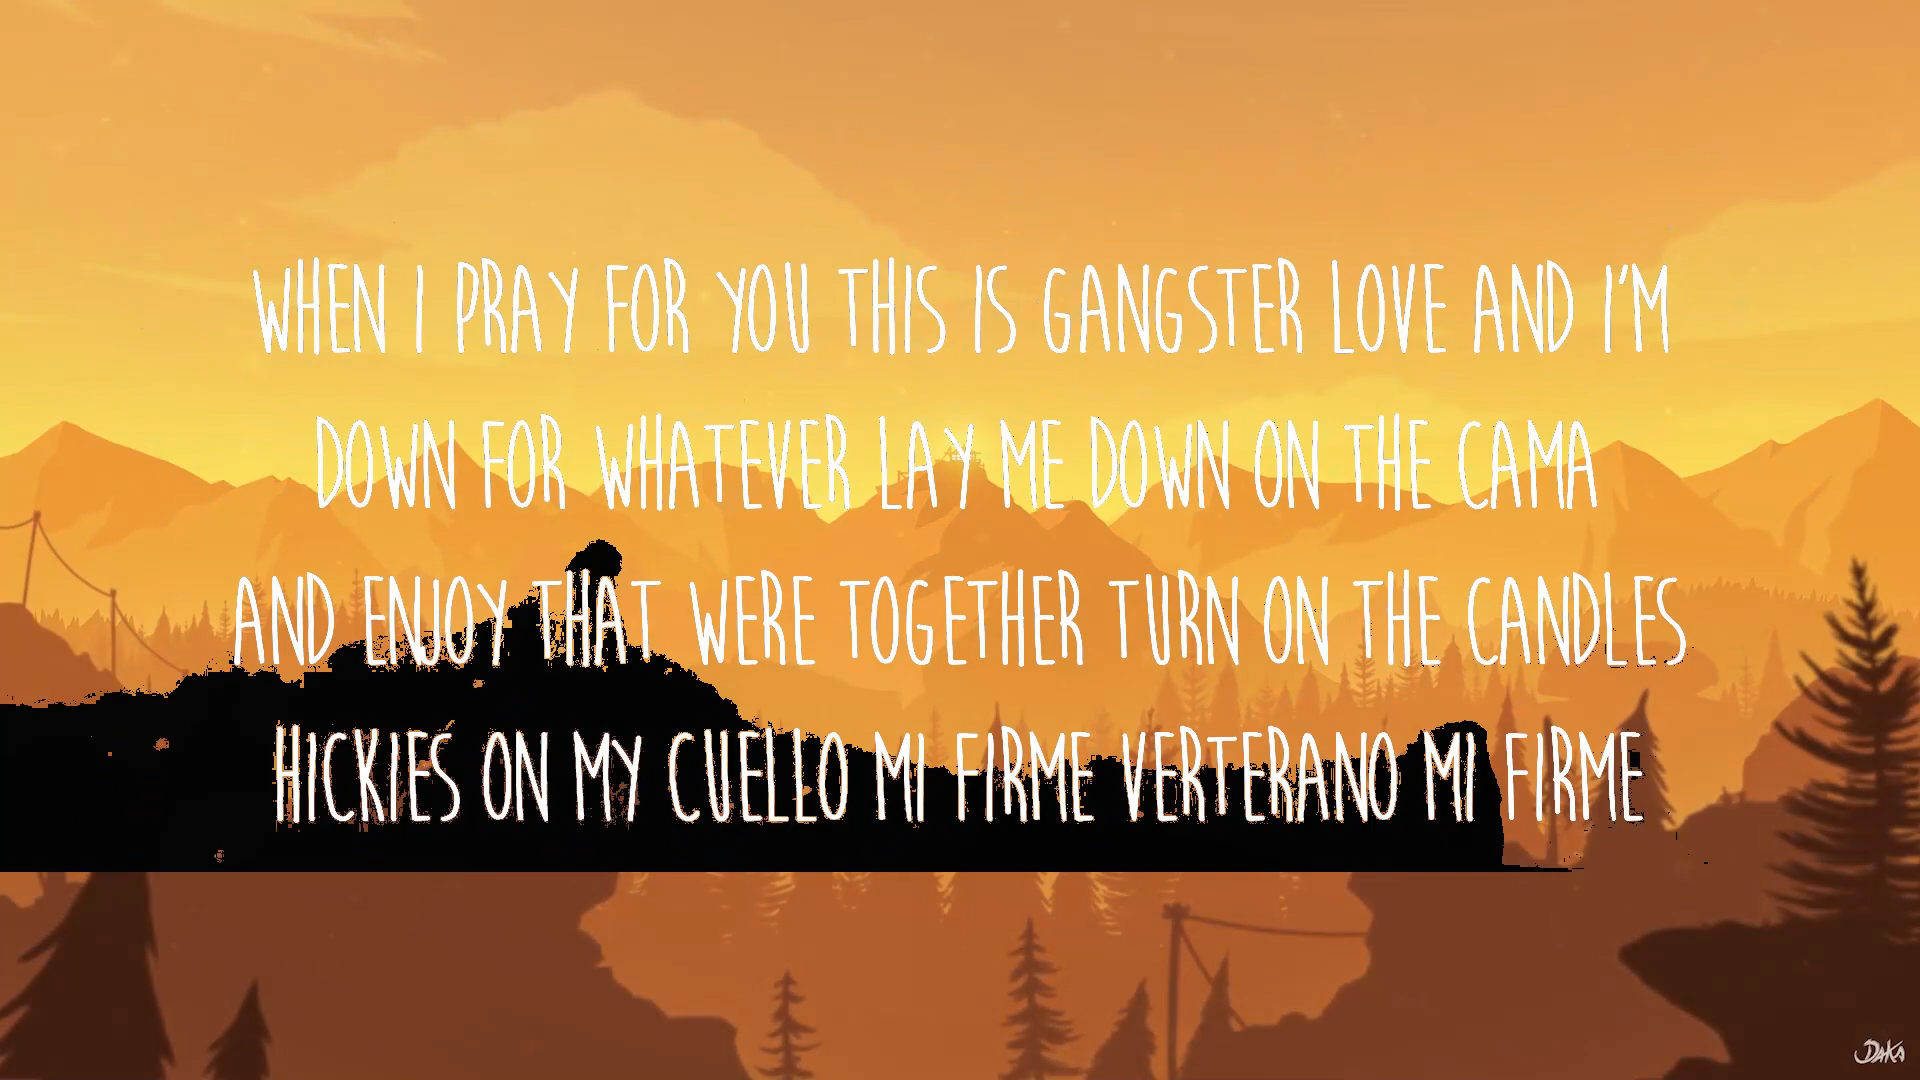 WHEN I PRAY FOR YOU THIS IS GANGSTER LOVE AND I'M
DOWN FOR WHATEVER LAY ME DOWN ON THE CAMA
AND ENJOY THAT WERE TOGETHER TURN ON THE CANDLES
HICKIES ON MY CUELLO MI FIRME VERTERANO MI FIRME
DAKA